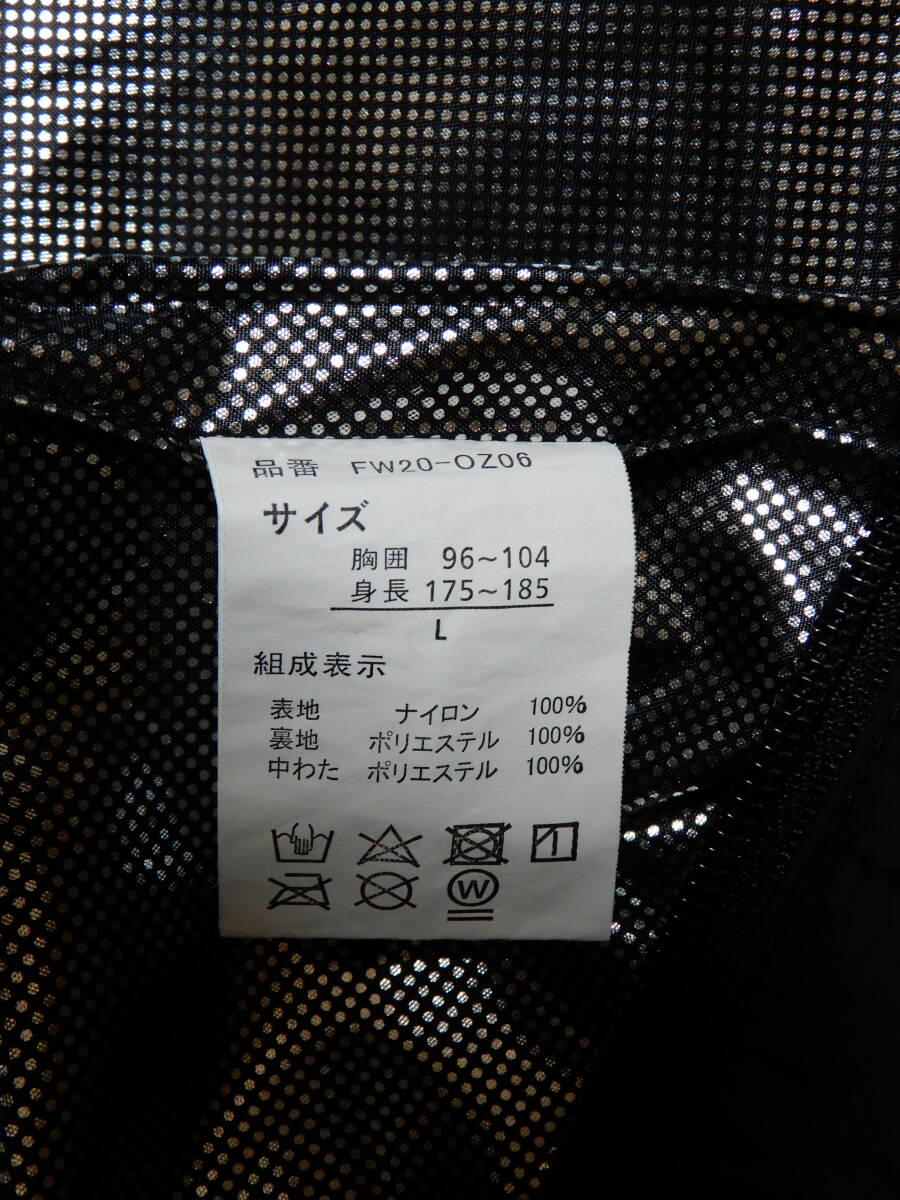 品番 FW20-OZ06
サイズ
胸囲 96~104
身長 175~185
L
組成表示
表地 ナイロン 100%
裏地 ポリエステル 100%
中わた ポリエステル 100%
W